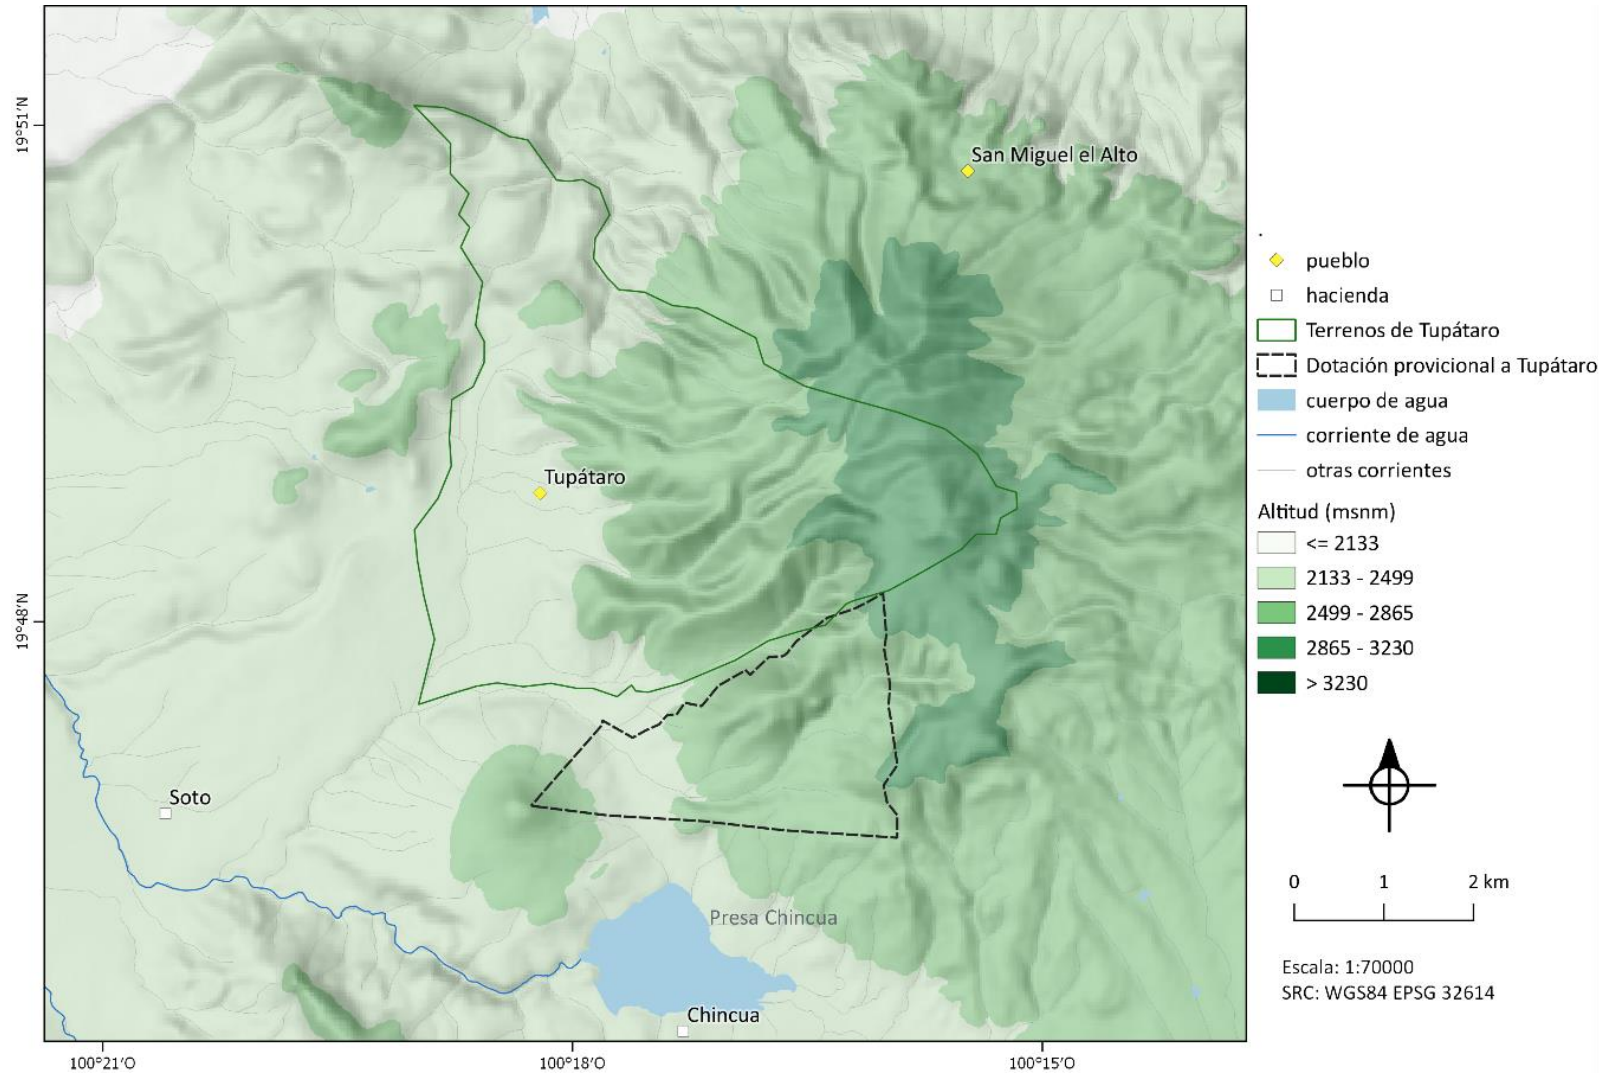 19°51′N
San Miguel el Alto
Tupátaro
19°48′N
Soto
Presa Chincua
Chincua
100°21′O
100°18′O
100°15′O
.
pueblo
hacienda
Terrenos de Tupátaro
Dotación provicional a Tupátaro
cuerpo de agua
corriente de agua
otras corrientes
Altitud (msnm)
<= 2133
2133 - 2499
2499 - 2865
2865 - 3230
> 3230
0 1 2 km
Escala: 1:70000
SRC: WGS84 EPSG 32614